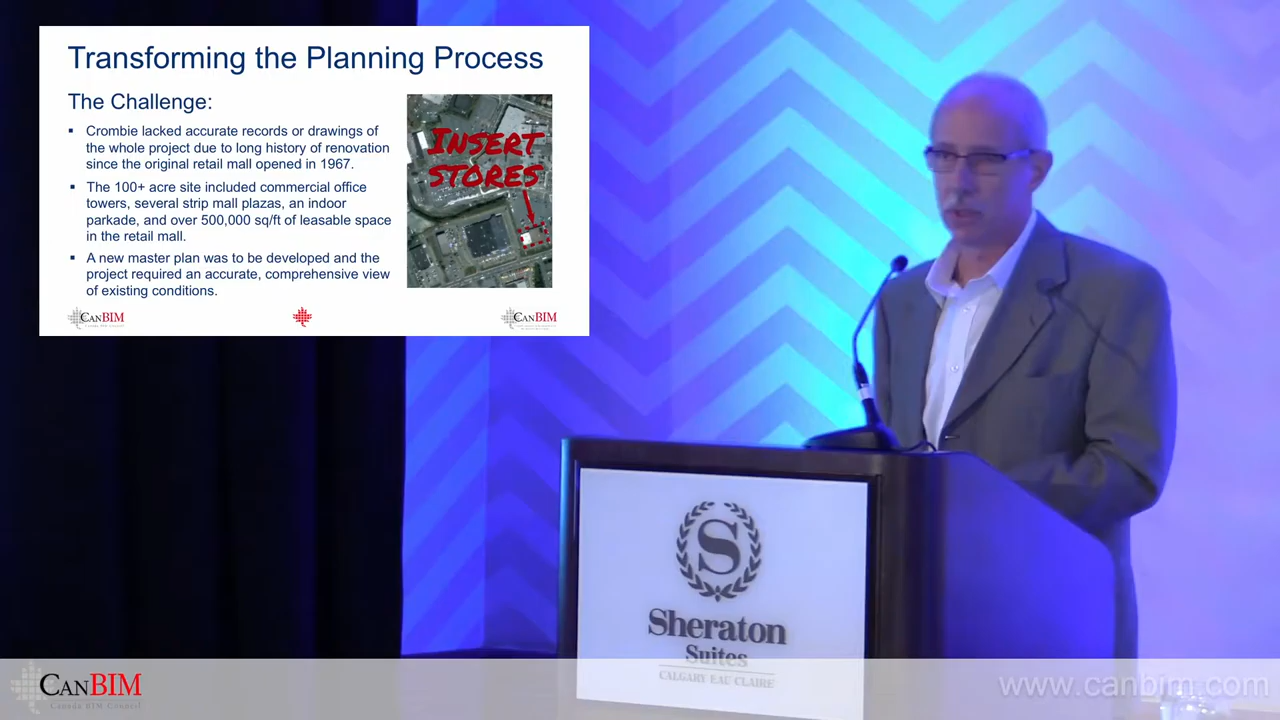 Transforming the Planning Process
The Challenge:
▪ Crombie lacked accurate records or drawings of
the whole project due to long history of renovation
since the original retail mall opened in 1967.
▪ The 100+ acre site included commercial office
towers, several strip mall plazas, an indoor
parkade, and over 500,000 sq/ft of leasable space
in the retail mall.
▪ A new master plan was to be developed and the
project required an accurate, comprehensive view
of existing conditions.
INSERT
STORES
CANBIM
CANBIM
S
Sheraton
Suites
CALGARY EAU CLAIRE
CANBIM
Canada BIM Council
www.canbim.com